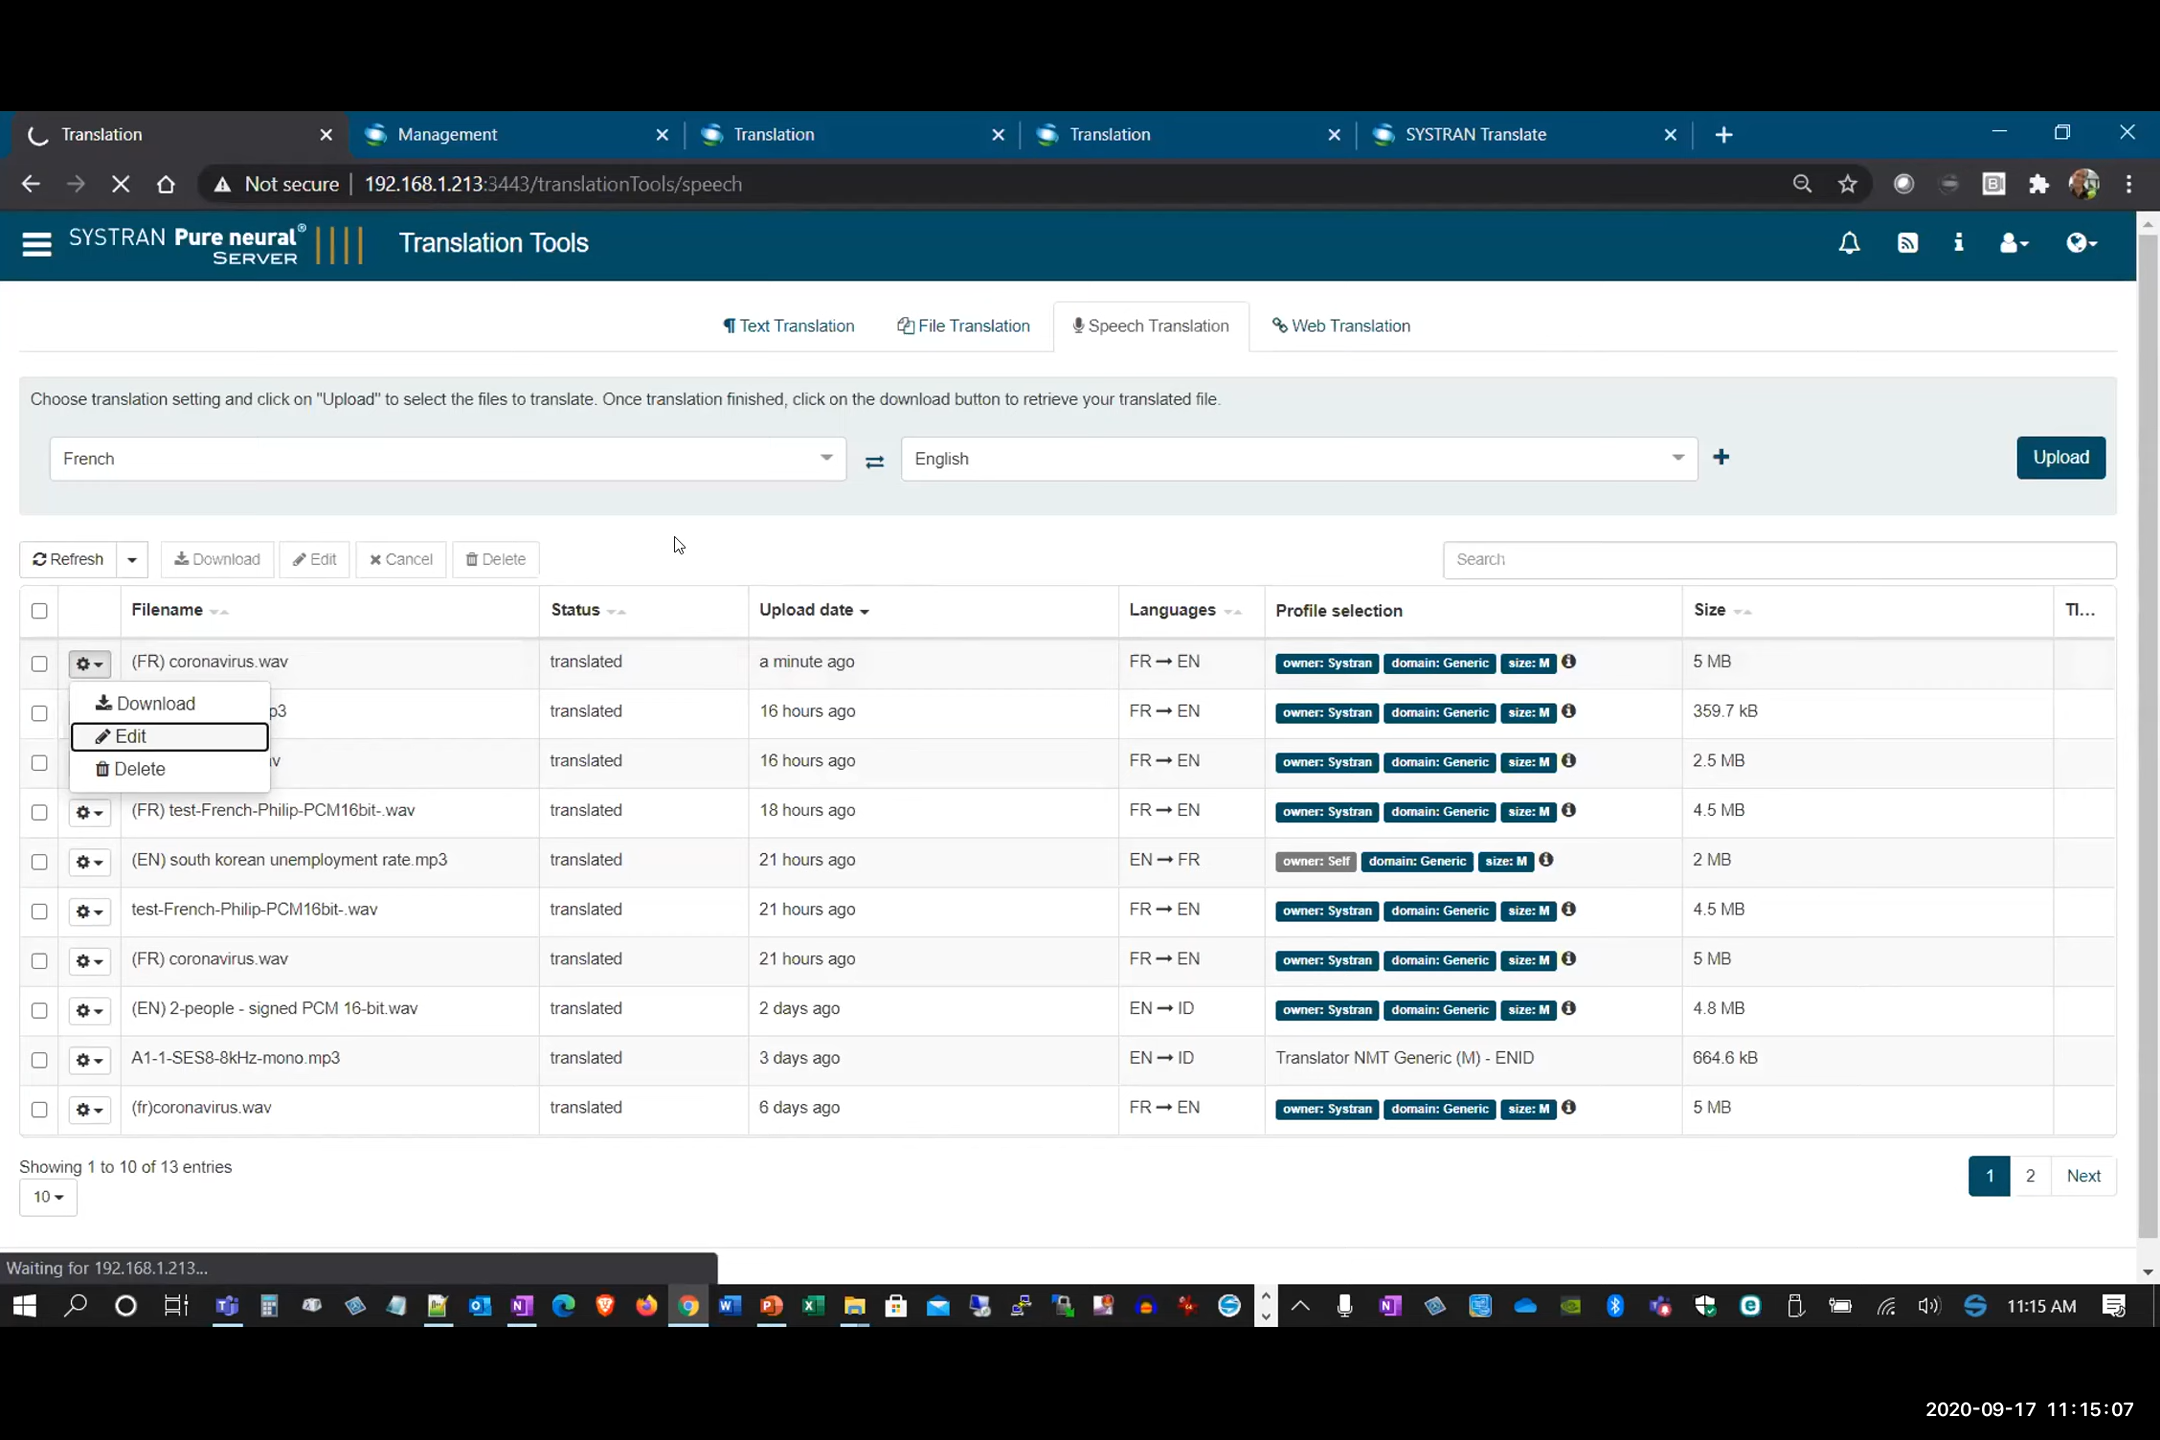 Translation
Management
Translation
Translation
SYSTRAN Translate
Not secure 192.168.1.213:3443/translationTools/speech
SYSTRAN Pure neural® SERVER
Translation Tools
Text Translation
File Translation
Speech Translation
Web Translation
Choose translation setting and click on "Upload" to select the files to translate. Once translation finished, click on the download button to retrieve your translated file.
French
English
Upload
Refresh
Download
Edit
Cancel
Delete
Search
Filename Status Upload date Languages Profile selection Size TI...
(FR) coronavirus.wav translated a minute ago FR → EN owner: Systran domain: Generic size: M 5 MB
Download
Edit
Delete
p3 translated 16 hours ago FR → EN owner: Systran domain: Generic size: M 359.7 kB
translated 16 hours ago FR → EN owner: Systran domain: Generic size: M 2.5 MB
(FR) test-French-Philip-PCM16bit-.wav translated 18 hours ago FR → EN owner: Systran domain: Generic size: M 4.5 MB
(EN) south korean unemployment rate.mp3 translated 21 hours ago EN → FR owner: Self domain: Generic size: M 2 MB
test-French-Philip-PCM16bit-.wav translated 21 hours ago FR → EN owner: Systran domain: Generic size: M 4.5 MB
(FR) coronavirus.wav translated 21 hours ago FR → EN owner: Systran domain: Generic size: M 5 MB
(EN) 2-people - signed PCM 16-bit.wav translated 2 days ago EN → ID owner: Systran domain: Generic size: M 4.8 MB
A1-1-SES8-8kHz-mono.mp3 translated 3 days ago EN → ID Translator NMT Generic (M) - ENID 664.6 kB
(fr)coronavirus.wav translated 6 days ago FR → EN owner: Systran domain: Generic size: M 5 MB
Showing 1 to 10 of 13 entries
10
1 2 Next
Waiting for 192.168.1.213...
11:15 AM
2020-09-17 11:15:07